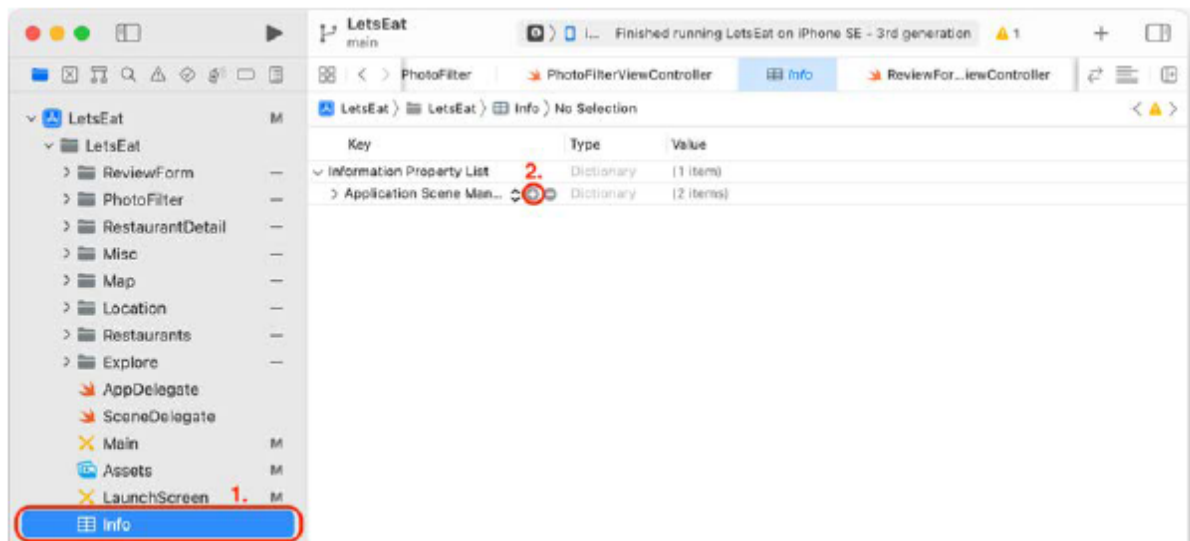 LetsEat
main
i... Finished running LetsEat on iPhone SE - 3rd generation 1
PhotoFilter PhotoFilterViewController Info ReviewFor...iewController
LetsEat Info No Selection
LetsEat LetsEat M
Key Type Value
LetsEat
Information Property List 2. Dictionary (1 item)
ReviewForm
Application Scene Man... Dictionary (2 items)
PhotoFilter
RestaurantDetail
Misc
Map
Location
Restaurants
Explore
AppDelegate
SceneDelegate
Main M
Assets M
LaunchScreen 1. M
Info